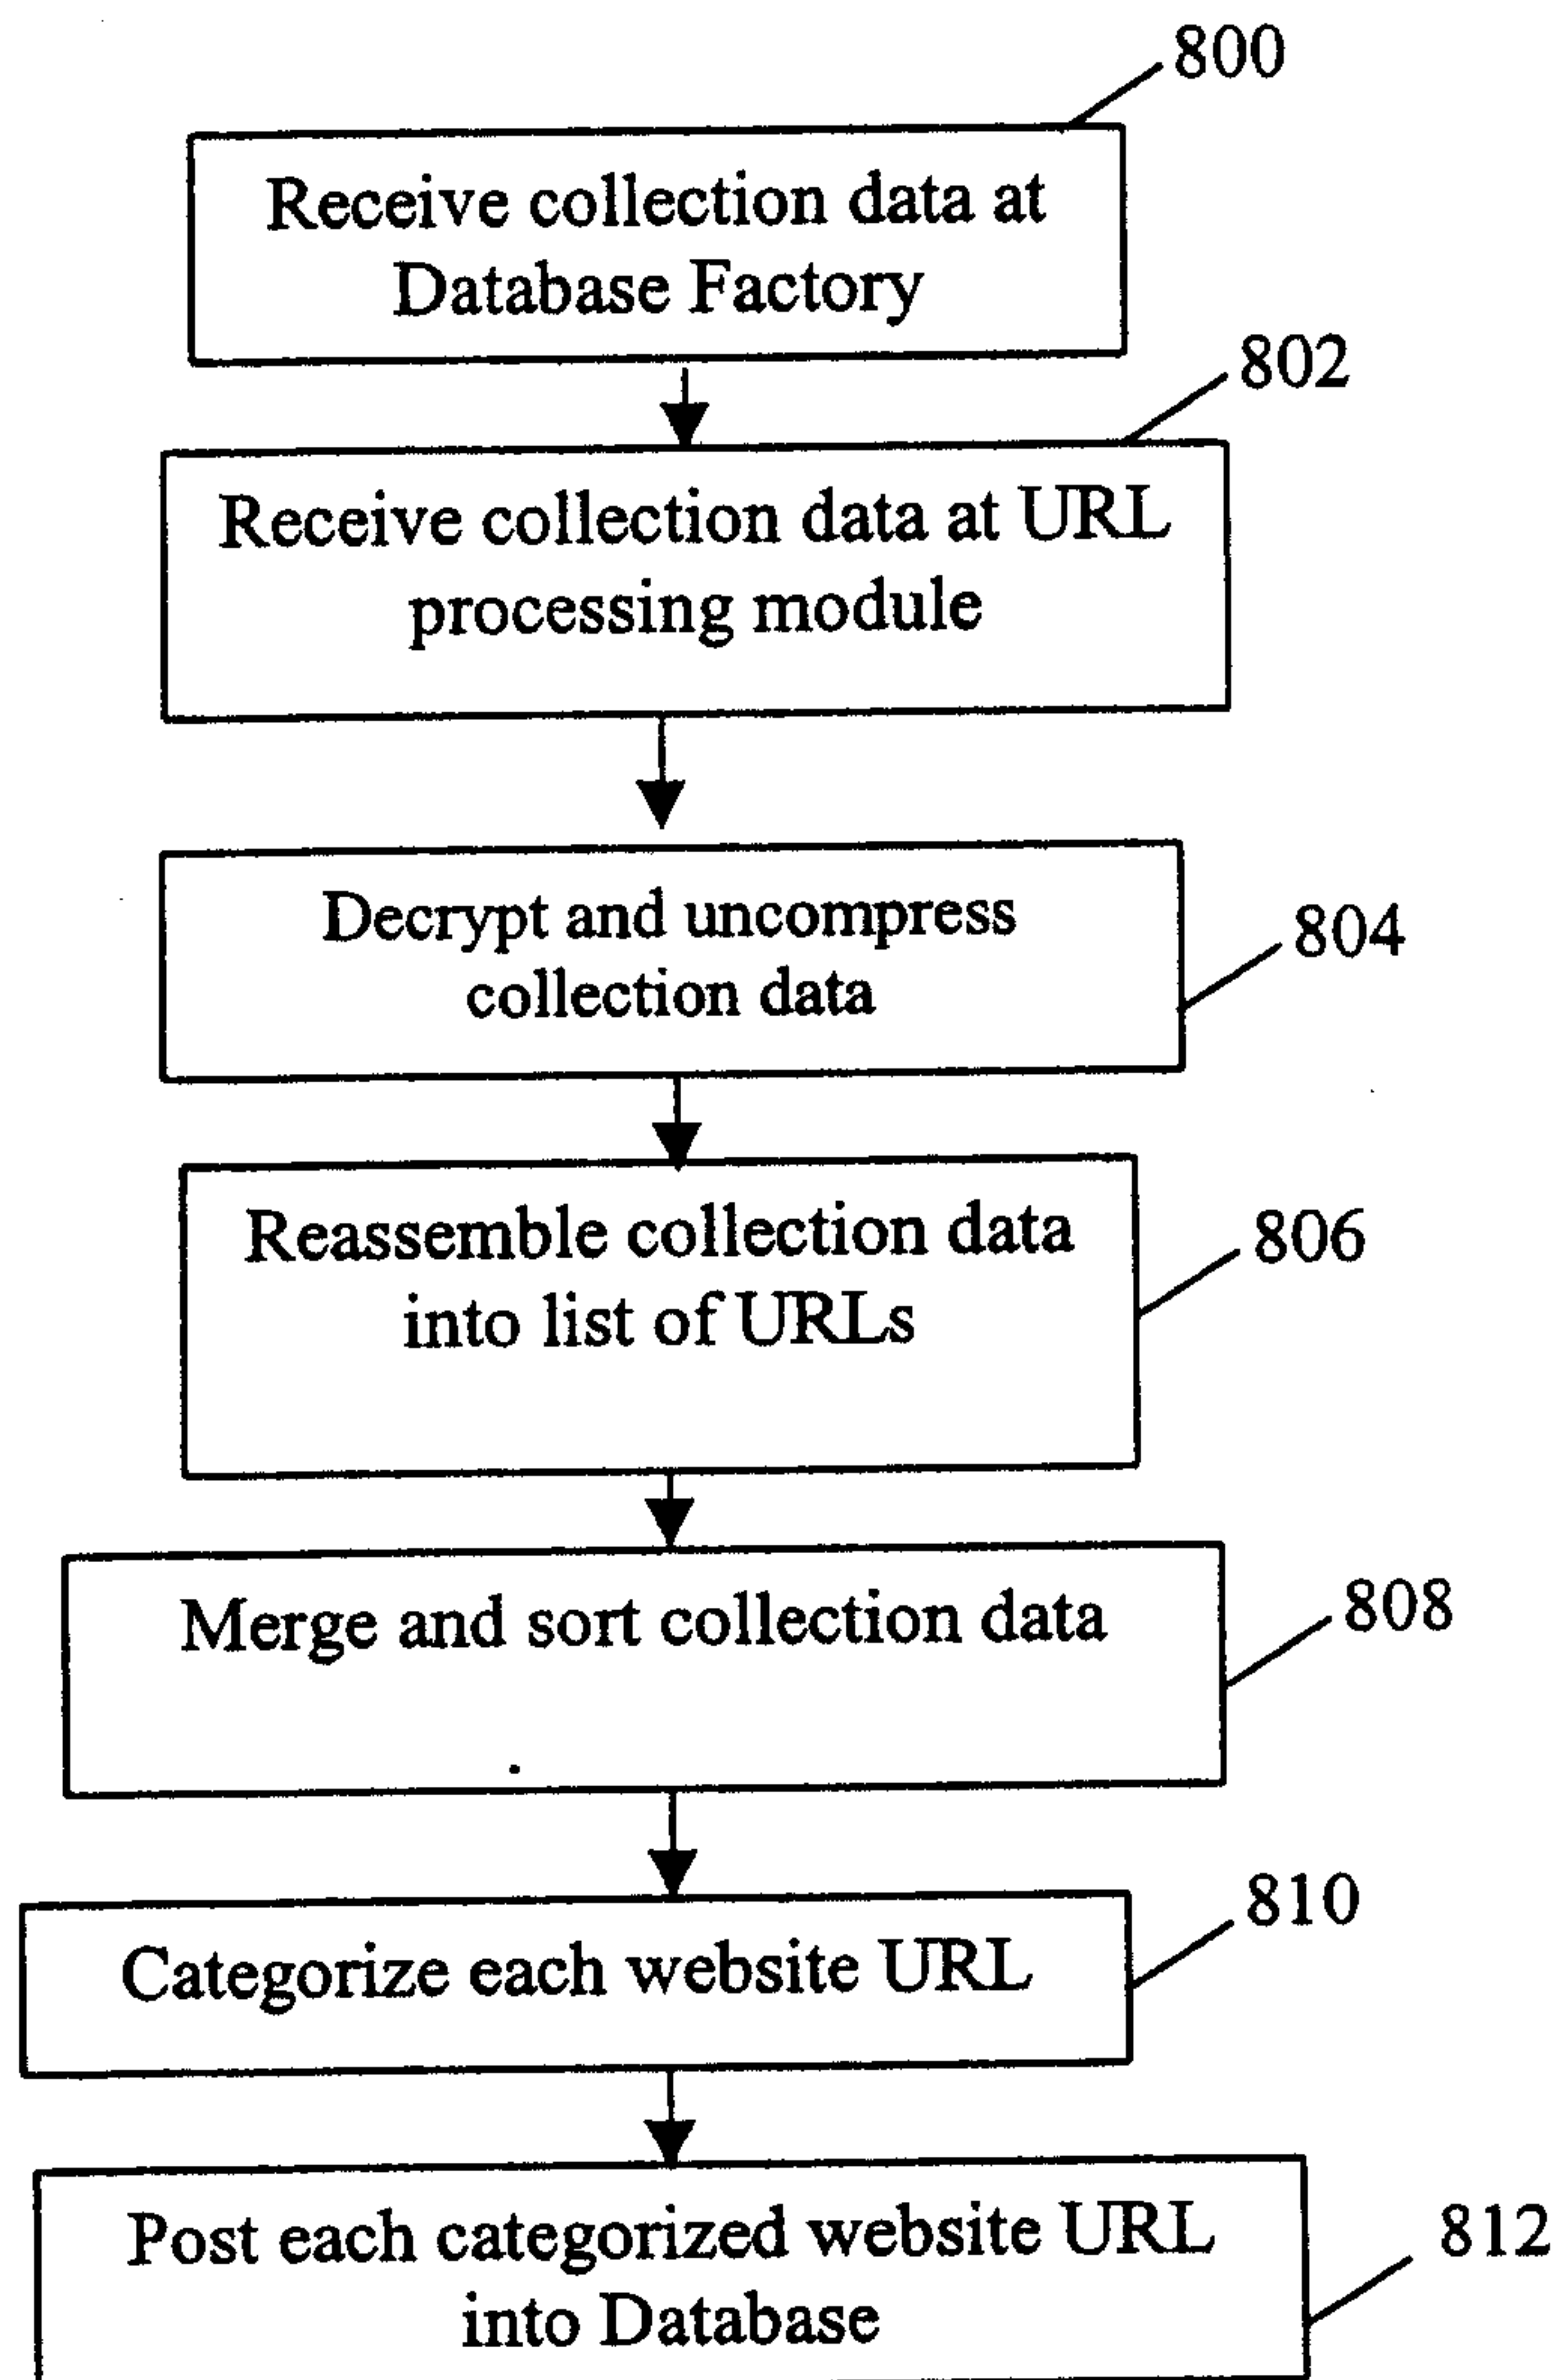 800
Receive collection data at
Database Factory
802
Receive collection data at URL
processing module
Decrypt and uncompress
804
collection data
Reassemble collection data
806
into list of URLs
Merge and sort collection data
808
810
Categorize each website URL
Post each categorized website URL
812
into Database